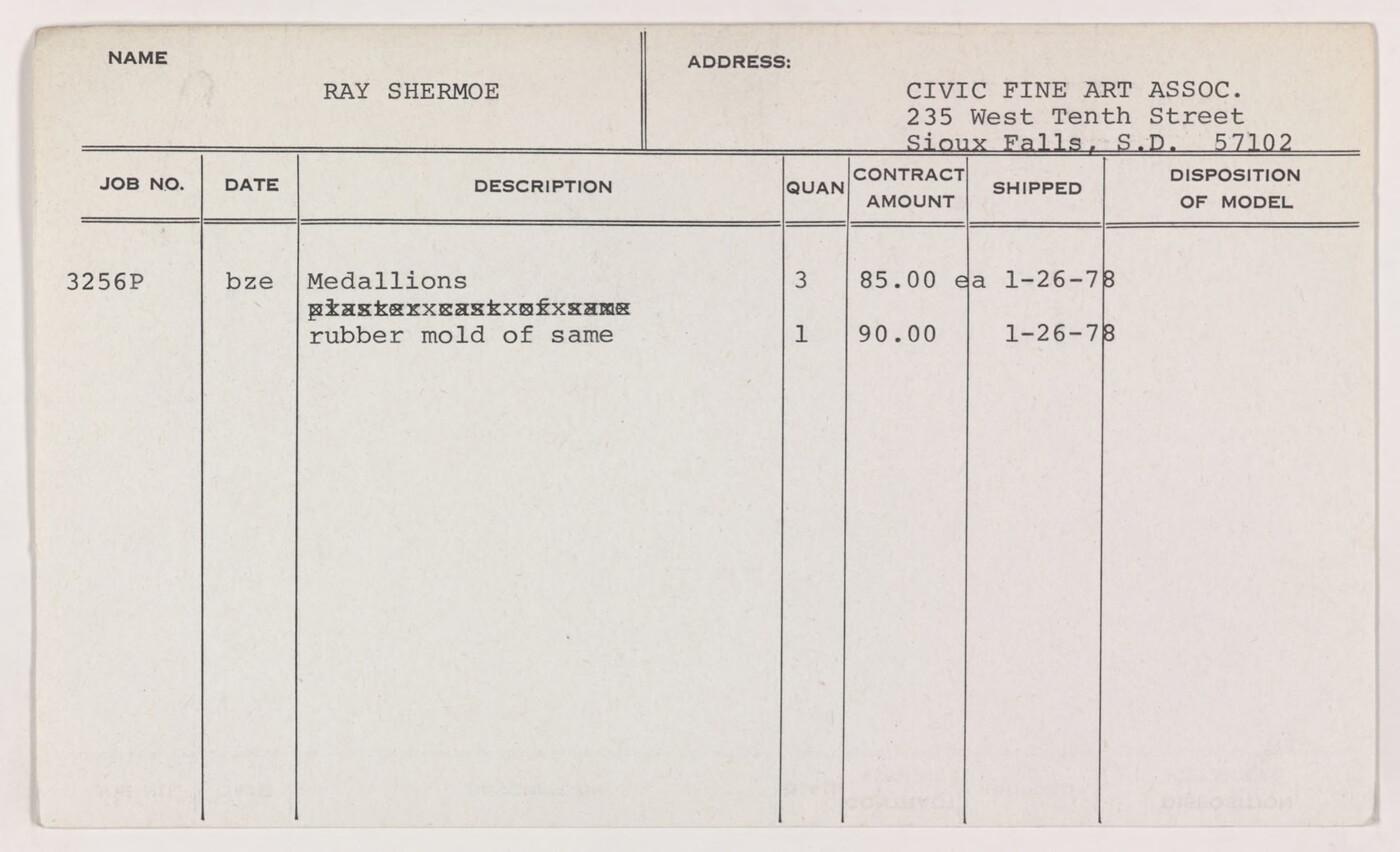 NAME
RAY SHERMOE
ADDRESS:
CIVIC FINE ART ASSOC.
235 West Tenth Street
Sioux Falls, S.D. 57102
JOB NO. DATE DESCRIPTION QUAN CONTRACT AMOUNT SHIPPED DISPOSITION OF MODEL
3256P bze Medallions 3 85.00 ea 1-26-78
plaster cast of same
rubber mold of same 1 90.00 1-26-78